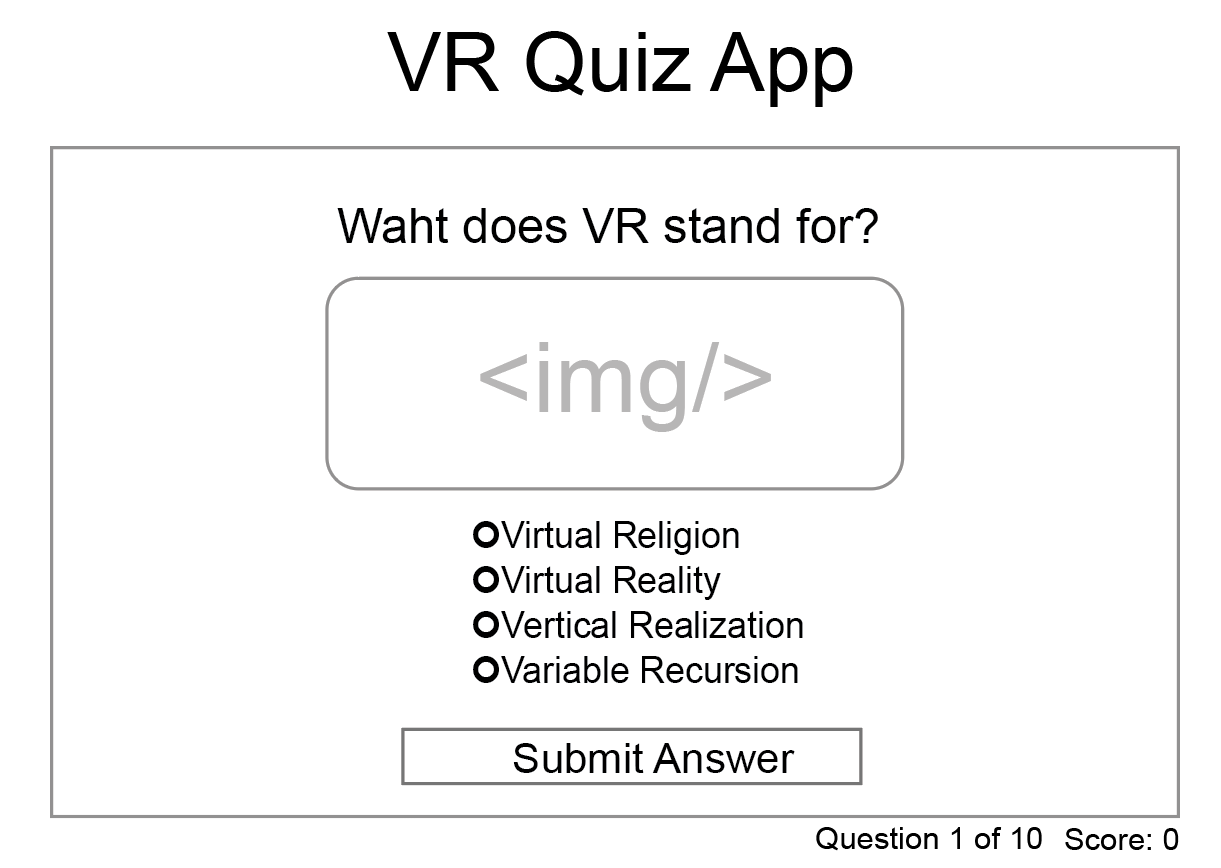 VR Quiz App
Waht does VR stand for?
<img/>
Virtual Religion
Virtual Reality
Vertical Realization
Variable Recursion
Submit Answer
Question 1 of 10 Score: 0